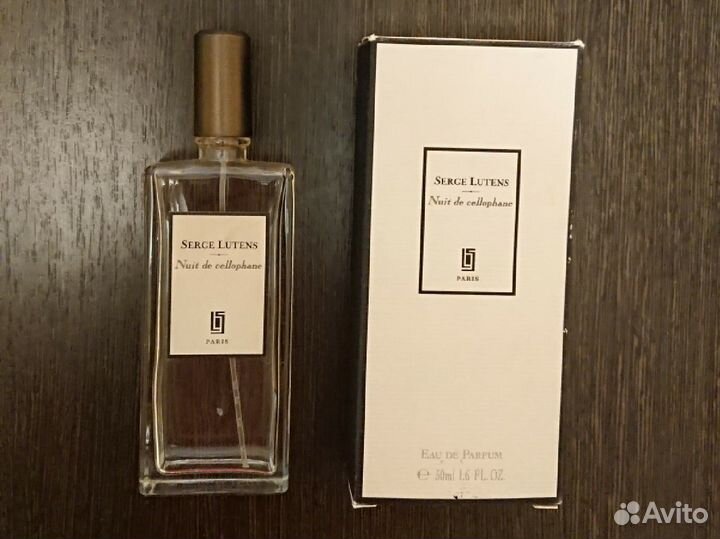 SERGE LUTENS
Nuit de cellophane
PARIS
SERGE LUTENS
Nuit de cellophane
PARIS
EAU DE PARFUM
℮ 50ml 1.6 FL. OZ.
Avito